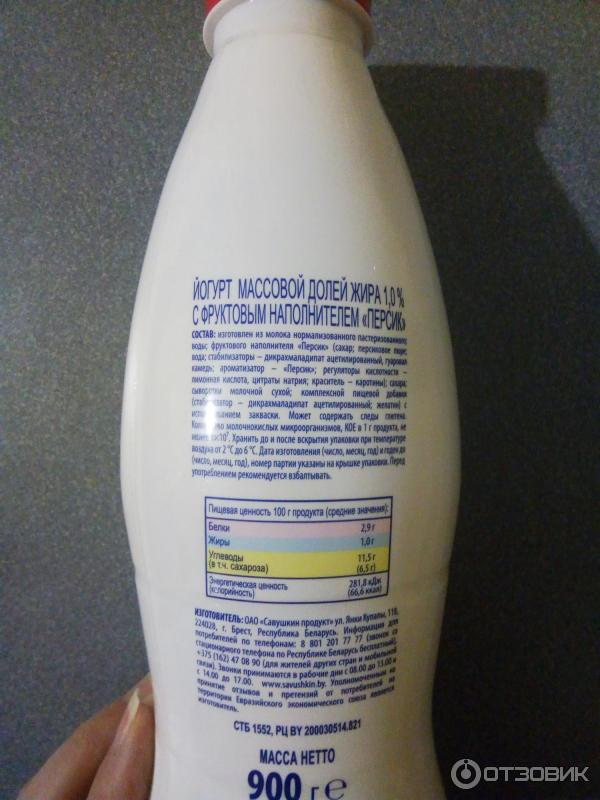 ЙОГУРТ МАССОВОЙ ДОЛЕЙ ЖИРА 1,0 %
С ФРУКТОВЫМ НАПОЛНИТЕЛЕМ «ПЕРСИК»
СОСТАВ: изготовлен из молока нормализованного пастеризованного;
воды; фруктового наполнителя «Персик» (сахар; персиковое пюре;
вода; стабилизаторы – дикрахмаладипат ацетилированный, гуаровая
камедь; ароматизатор – «Персик»; регуляторы кислотности –
лимонная кислота, цитраты натрия; краситель – каротины); сахара;
сыворотки молочной сухой; комплексной пищевой добавки
(стабилизатор – дикрахмаладипат ацетилированный; желатин) с
использованием закваски. Может содержать следы глютена.
Количество молочнокислых микроорганизмов, КОЕ в 1 г продукта, не
10⁷. Хранить до и после вскрытия упаковки при температуре
воздуха от 2 °С до 6 °С. Дата изготовления (число, месяц, год) и годен до
(число, месяц, год), номер партии указаны на крышке упаковки. Перед
употреблением рекомендуется взбалтывать.
Пищевая ценность 100 г продукта (средние значения):
Белки 2,9 г
Жиры 1,0 г
Углеводы 11,5 г
(в т.ч. сахароза) (6,5 г)
Энергетическая ценность 281,8 кДж
(калорийность) (66,6 ккал)
ИЗГОТОВИТЕЛЬ: ОАО «Савушкин продукт» ул. Янки Купалы, 118,
224028, г. Брест, Республика Беларусь. Информация для
потребителей по телефонам: 8 801 201 77 77 (звонок со
стационарного телефона по Республике Беларусь бесплатный),
+375 (162) 47 08 90 (для жителей других стран и мобильной
связи). Звонки принимаются в рабочие дни с 08.00 до 13.00 и
с 14.00 до 17.00. www.savushkin.by. Уполномоченным на
принятие отзывов и претензий от потребителей на
территории Евразийского экономического союза является
изготовитель.
СТБ 1552, РЦ BY 200030514.821
МАССА НЕТТО
900 г e
ОТЗОВИК